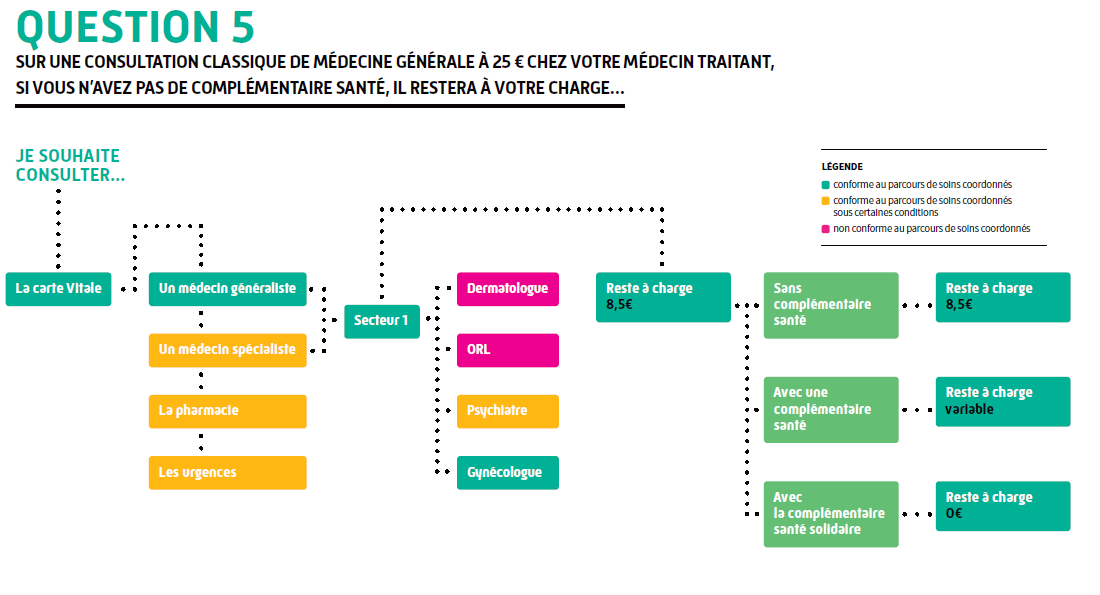 QUESTION 5
SUR UNE CONSULTATION CLASSIQUE DE MÉDECINE GÉNÉRALE À 25 € CHEZ VOTRE MÉDECIN TRAITANT,
SI VOUS N'AVEZ PAS DE COMPLÉMENTAIRE SANTÉ, IL RESTERA À VOTRE CHARGE...
JE SOUHAITE
CONSULTER...
LÉGENDE
conforme au parcours de soins coordonnés
conforme au parcours de soins coordonnés
sous certaines conditions
non conforme au parcours de soins coordonnés
La carte Vitale
Un médecin généraliste
Un médecin spécialiste
La pharmacie
Les urgences
Secteur 1
Dermatologue
ORL
Psychiatre
Gynécologue
Reste à charge
8,5€
Sans
complémentaire
santé
Reste à charge
8,5€
Avec une
complémentaire
santé
Reste à charge
variable
Avec
la complémentaire
santé solidaire
Reste à charge
0€